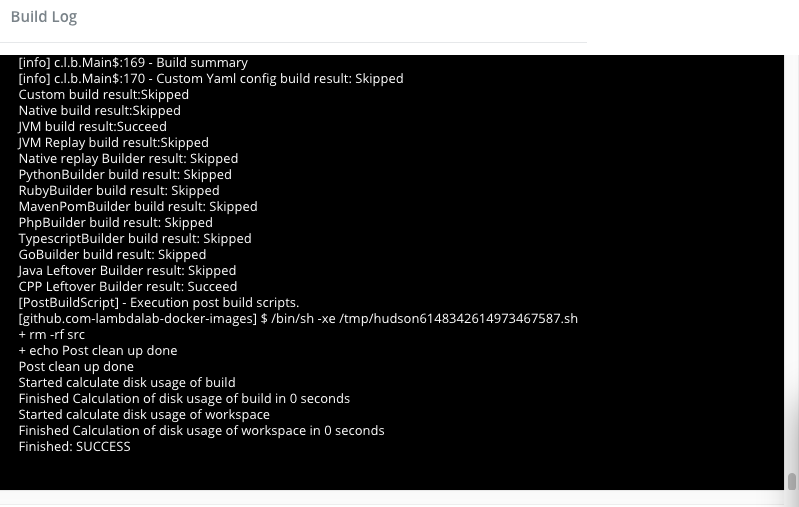 Build Log
[info] c.l.b.Main$:169 - Build summary
[info] c.l.b.Main$:170 - Custom Yaml config build result: Skipped
Custom build result:Skipped
Native build result:Skipped
JVM build result:Succeed
JVM Replay build result:Skipped
Native replay Builder result: Skipped
PythonBuilder build result: Skipped
RubyBuilder build result: Skipped
MavenPomBuilder build result: Skipped
PhpBuilder build result: Skipped
TypescriptBuilder build result: Skipped
GoBuilder build result: Skipped
Java Leftover Builder result: Skipped
CPP Leftover Builder result: Succeed
[PostBuildScript] - Execution post build scripts.
[github.com-lambdalab-docker-images] $ /bin/sh -xe /tmp/hudson6148342614973467587.sh
+ rm -rf src
+ echo Post clean up done
Post clean up done
Started calculate disk usage of build
Finished Calculation of disk usage of build in 0 seconds
Started calculate disk usage of workspace
Finished Calculation of disk usage of workspace in 0 seconds
Finished: SUCCESS